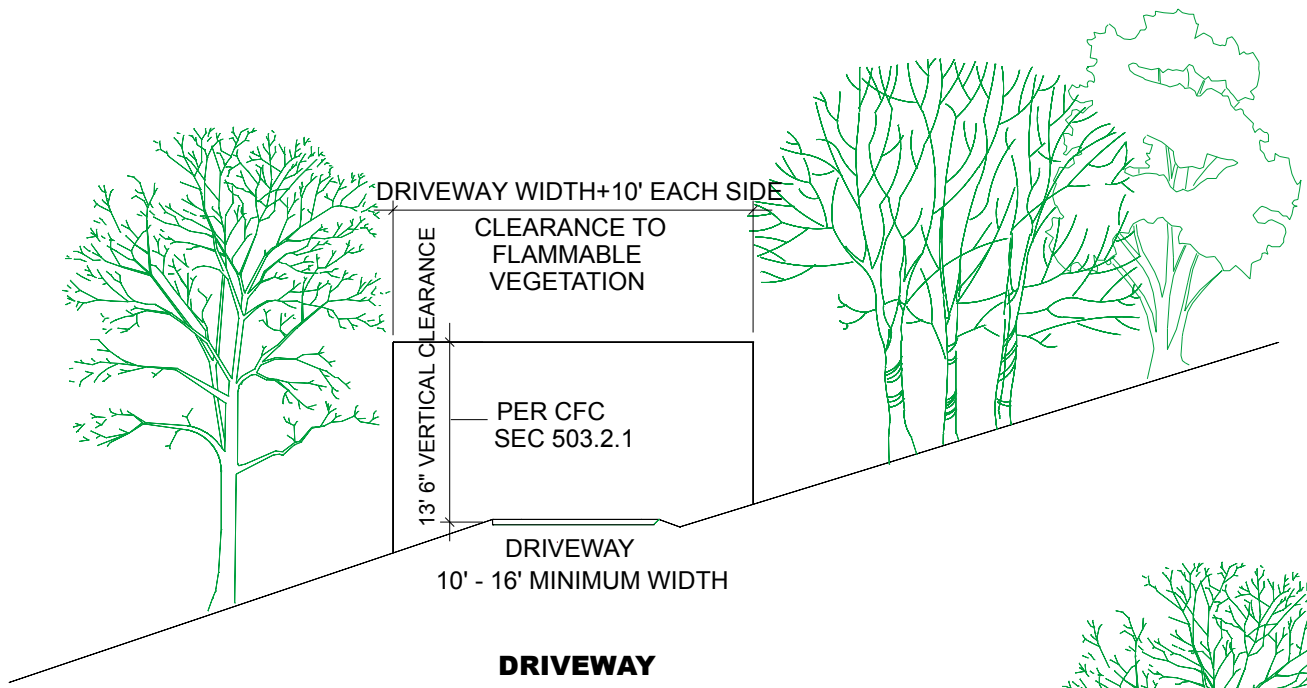 DRIVEWAY WIDTH+10' EACH SIDE
CLEARANCE TO
FLAMMABLE
VEGETATION
13' 6" VERTICAL CLEARANCE
PER CFC
SEC 503.2.1
DRIVEWAY
10' - 16' MINIMUM WIDTH
DRIVEWAY